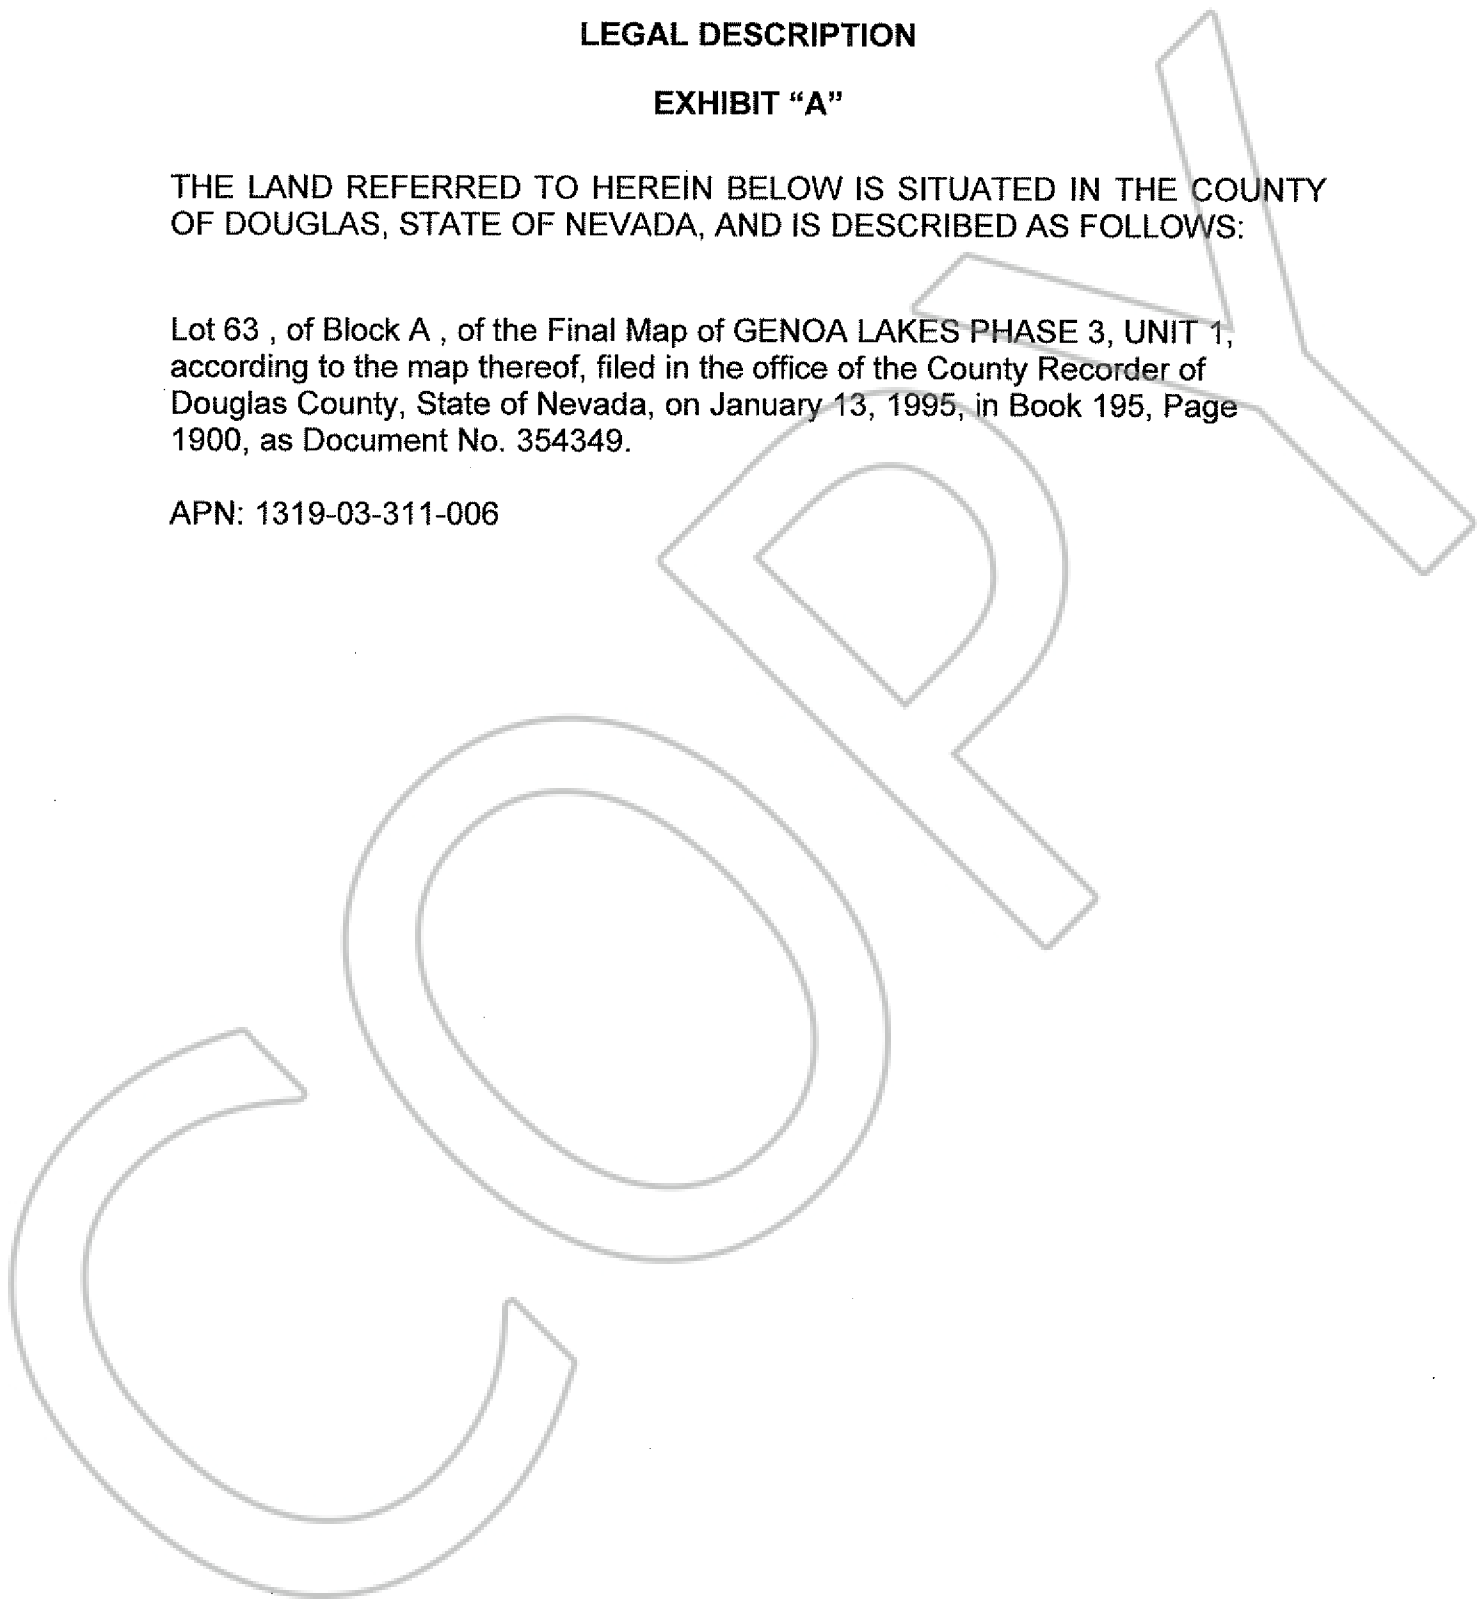 LEGAL DESCRIPTION
EXHIBIT “A”
THE LAND REFERRED TO HEREIN BELOW IS SITUATED IN THE COUNTY
OF DOUGLAS, STATE OF NEVADA, AND IS DESCRIBED AS FOLLOWS:
Lot 63 , of Block A , of the Final Map of GENOA LAKES PHASE 3, UNIT 1,
according to the map thereof, filed in the office of the County Recorder of
Douglas County, State of Nevada, on January 13, 1995, in Book 195, Page
1900, as Document No. 354349.
APN: 1319-03-311-006
COPY